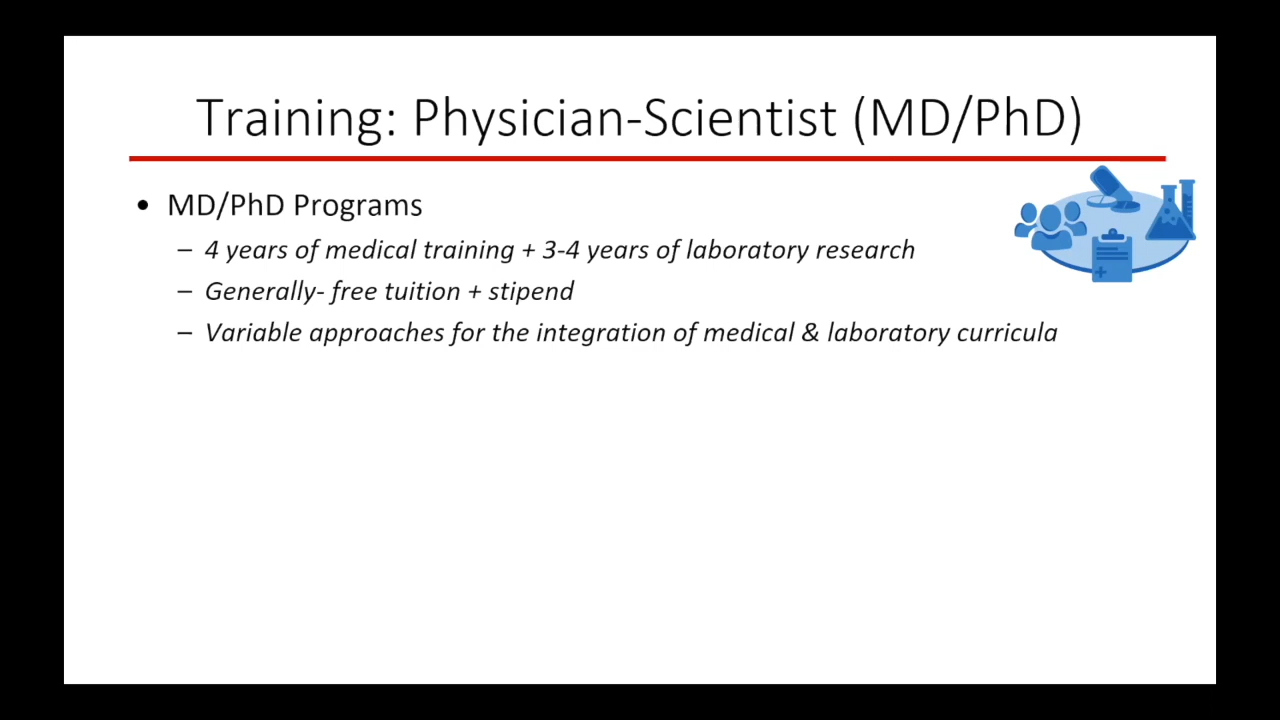 Training: Physician-Scientist (MD/PhD)
• MD/PhD Programs
– 4 years of medical training + 3-4 years of laboratory research
– Generally- free tuition + stipend
– Variable approaches for the integration of medical & laboratory curricula